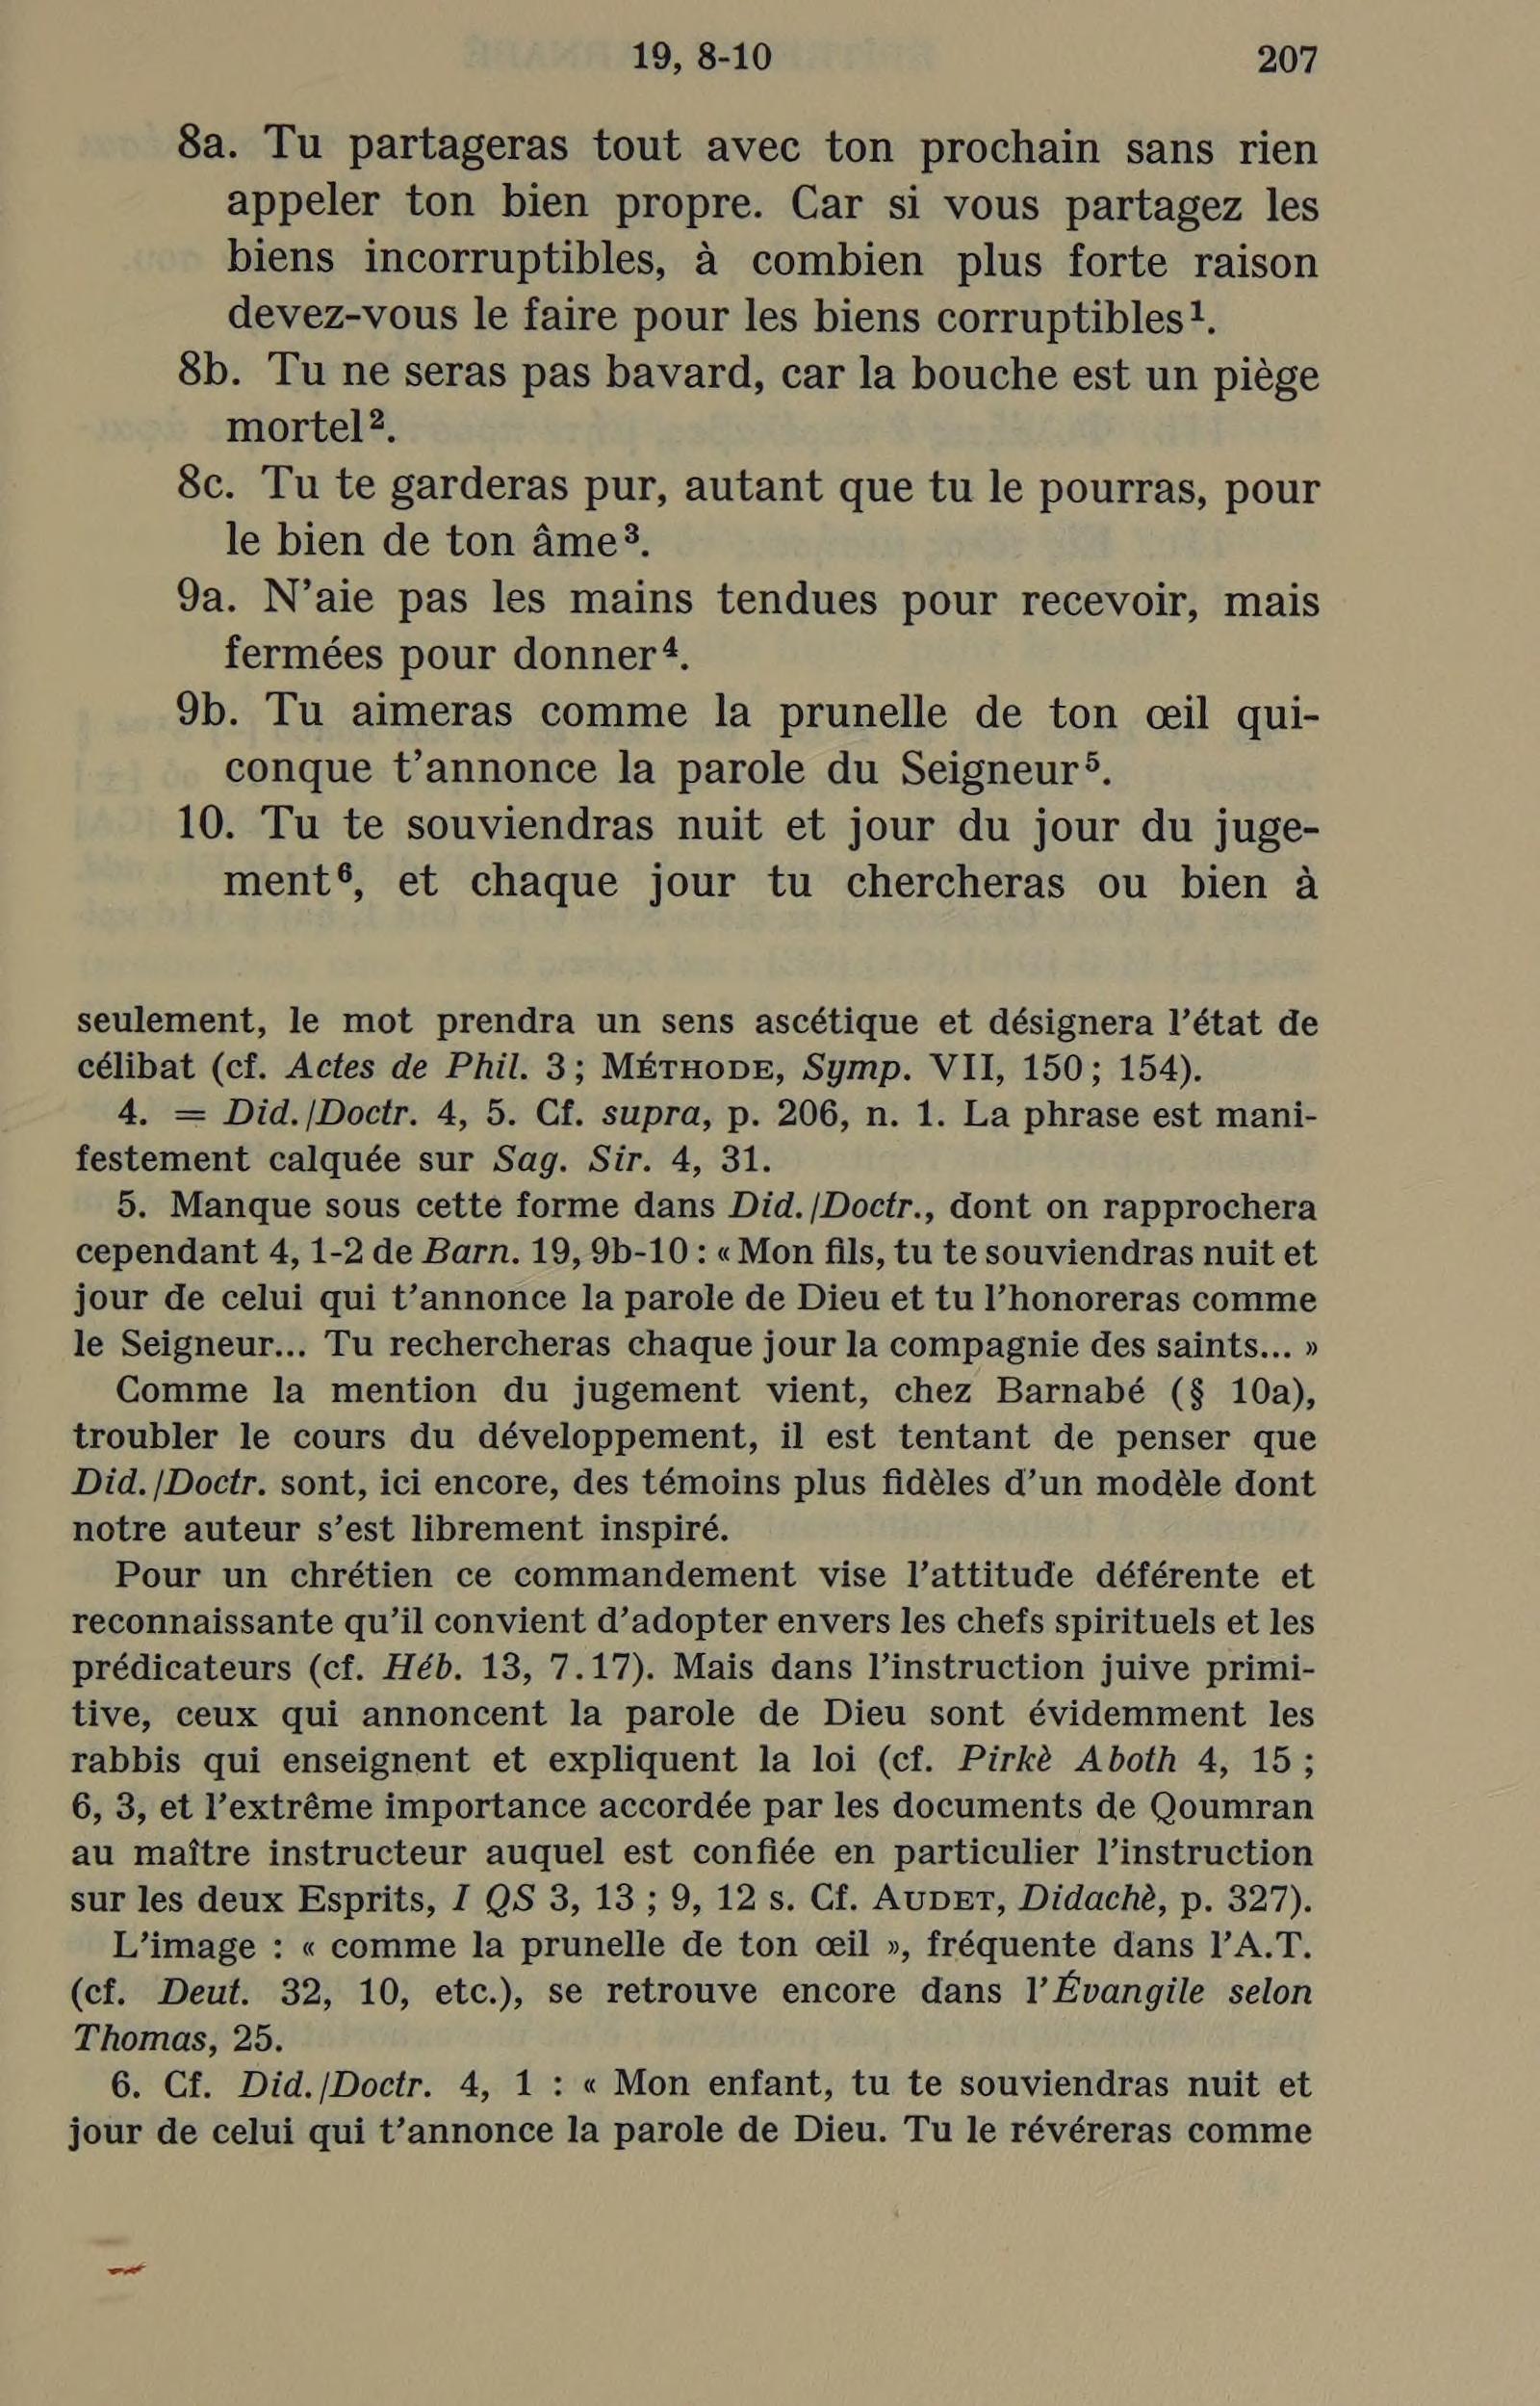 19, 8-10 207
8a. Tu partageras tout avec ton prochain sans rien
appeler ton bien propre. Car si vous partagez les
biens incorruptibles, à combien plus forte raison
devez-vous le faire pour les biens corruptibles¹.
8b. Tu ne seras pas bavard, car la bouche est un piège
mortel².
8c. Tu te garderas pur, autant que tu le pourras, pour
le bien de ton âme³.
9a. N'aie pas les mains tendues pour recevoir, mais
fermées pour donner⁴.
9b. Tu aimeras comme la prunelle de ton œil qui-
conque t'annonce la parole du Seigneur⁵.
10. Tu te souviendras nuit et jour du jour du juge-
ment⁶, et chaque jour tu chercheras ou bien à
seulement, le mot prendra un sens ascétique et désignera l'état de
célibat (cf. Actes de Phil. 3; MÉTHODE, Symp. VII, 150; 154).
4. = Did./Doctr. 4, 5. Cf. supra, p. 206, n. 1. La phrase est mani-
festement calquée sur Sag. Sir. 4, 31.
5. Manque sous cette forme dans Did./Doctr., dont on rapprochera
cependant 4, 1-2 de Barn. 19, 9b-10 : « Mon fils, tu te souviendras nuit et
jour de celui qui t'annonce la parole de Dieu et tu l'honoreras comme
le Seigneur... Tu rechercheras chaque jour la compagnie des saints... »
Comme la mention du jugement vient, chez Barnabé (§ 10a),
troubler le cours du développement, il est tentant de penser que
Did./Doctr. sont, ici encore, des témoins plus fidèles d'un modèle dont
notre auteur s'est librement inspiré.
Pour un chrétien ce commandement vise l'attitude déférente et
reconnaissante qu'il convient d'adopter envers les chefs spirituels et les
prédicateurs (cf. Héb. 13, 7.17). Mais dans l'instruction juive primi-
tive, ceux qui annoncent la parole de Dieu sont évidemment les
rabbis qui enseignent et expliquent la loi (cf. Pirkè Aboth 4, 15 ;
6, 3, et l'extrême importance accordée par les documents de Qoumran
au maître instructeur auquel est confiée en particulier l'instruction
sur les deux Esprits, I QS 3, 13 ; 9, 12 s. Cf. AUDET, Didachè, p. 327).
L'image : « comme la prunelle de ton œil », fréquente dans l'A.T.
(cf. Deut. 32, 10, etc.), se retrouve encore dans l'Évangile selon
Thomas, 25.
6. Cf. Did./Doctr. 4, 1 : « Mon enfant, tu te souviendras nuit et
jour de celui qui t'annonce la parole de Dieu. Tu le révéreras comme